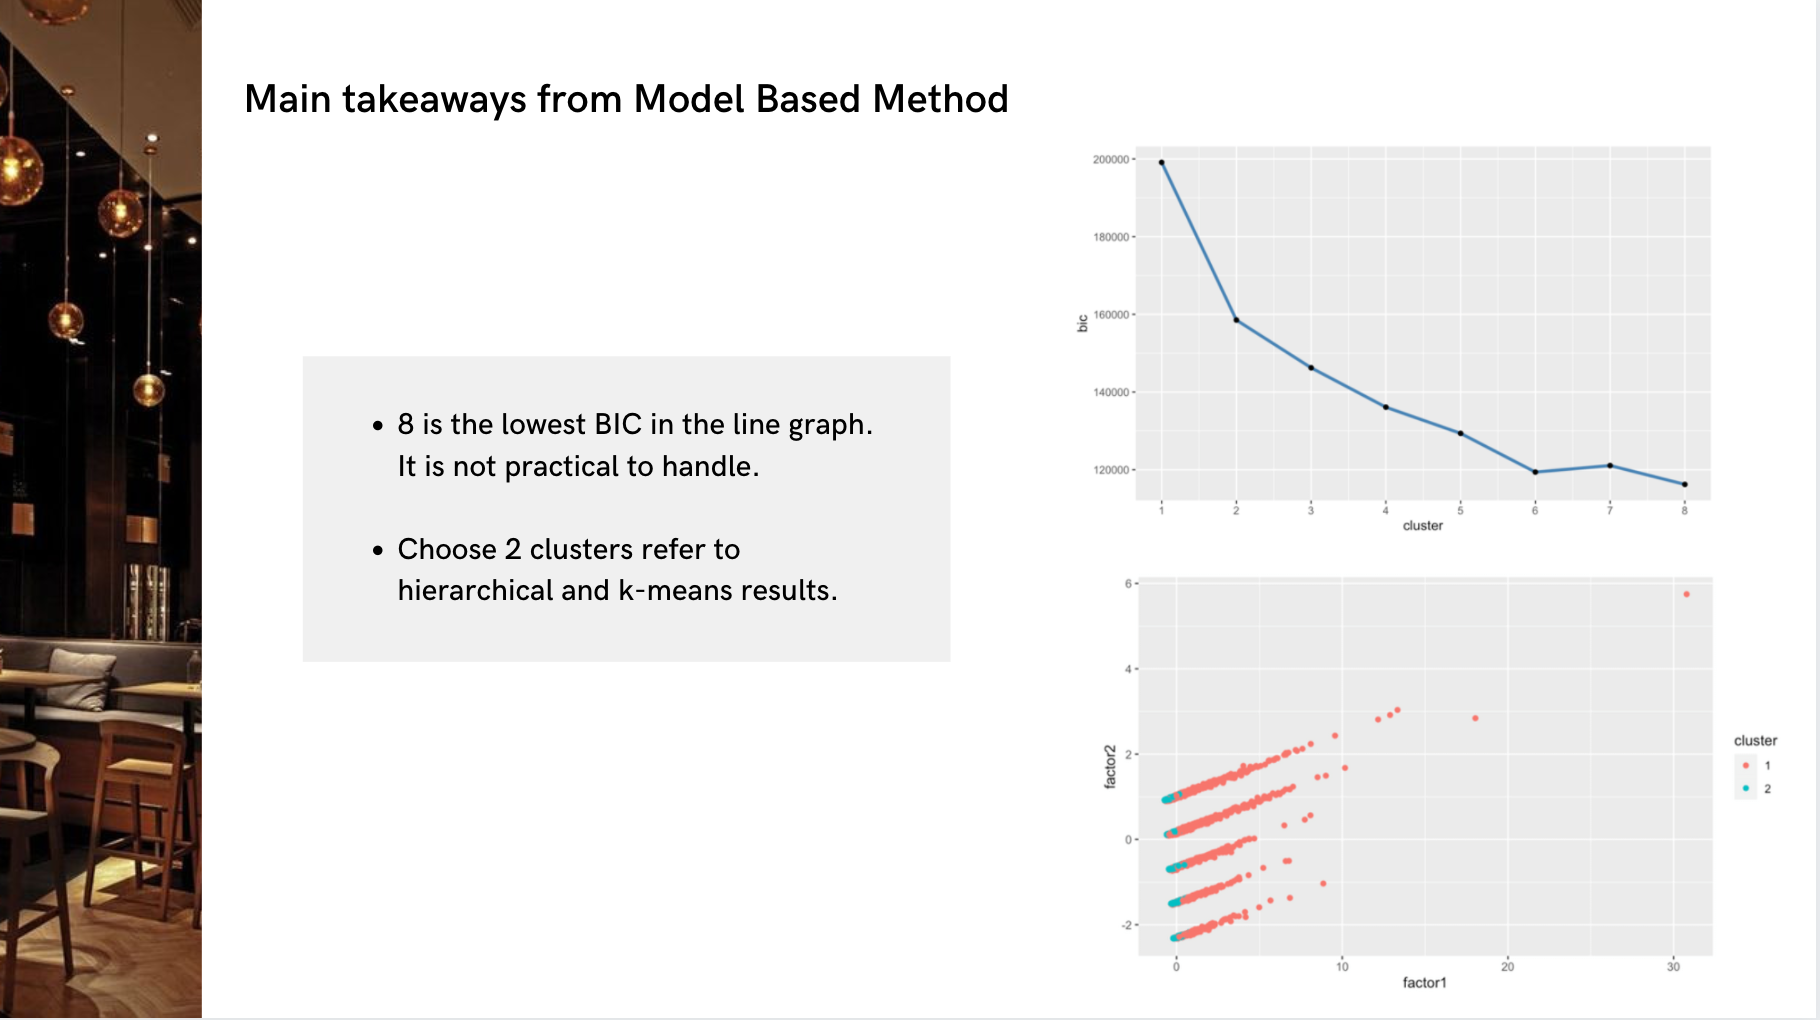 Main takeaways from Model Based Method
8 is the lowest BIC in the line graph.
It is not practical to handle.
Choose 2 clusters refer to
hierarchical and k-means results.
200000
180000
160000
140000
120000
bic
1 2 3 4 5 6 7 8
cluster
6
4
2
0
-2
factor2
0 10 20 30
factor1
cluster
1
2